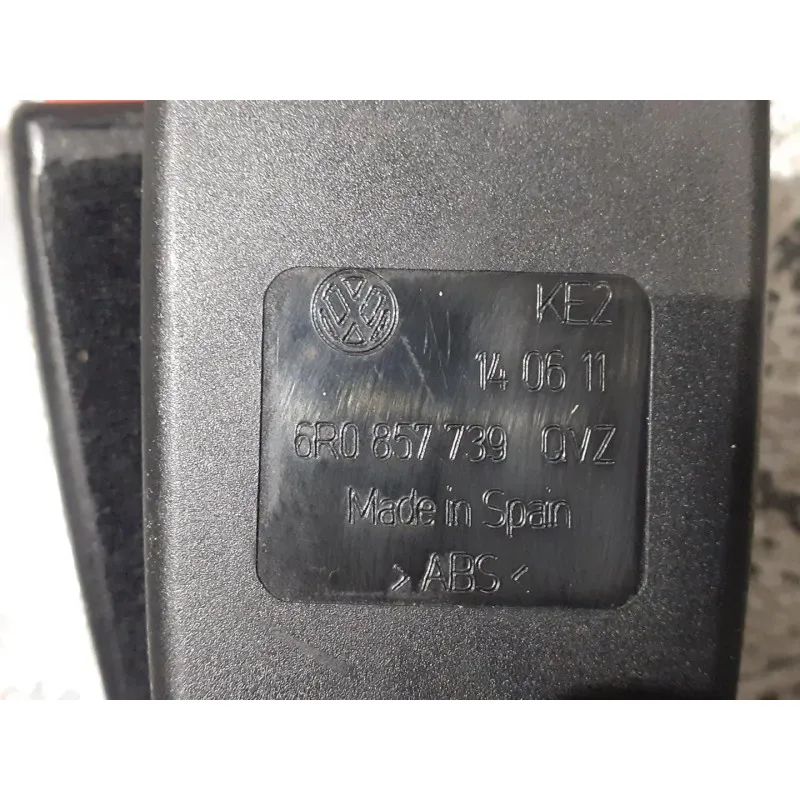 KE2
14 06 11
6R0 857 739 QVZ
Made in Spain
>ABS<